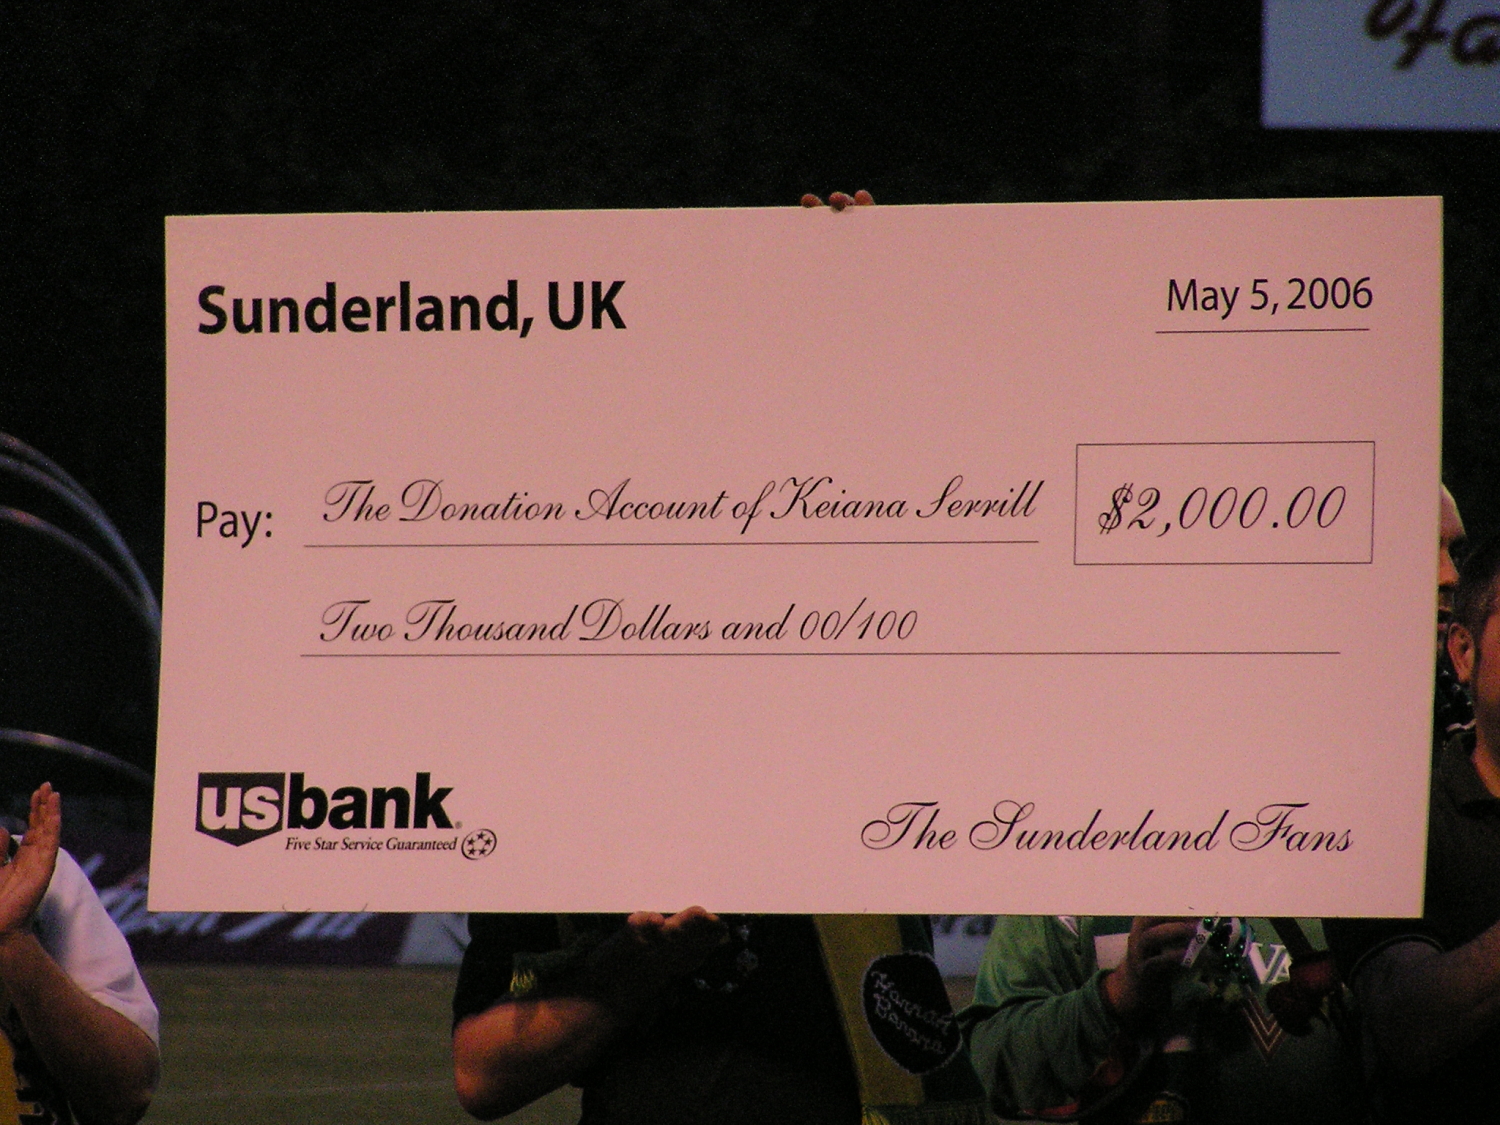 Sunderland, UK
May 5, 2006
Pay: The Donation Account of Keiana Serrill $2,000.00
Two Thousand Dollars and 00/100
usbank
Five Star Service Guaranteed
The Sunderland Fans